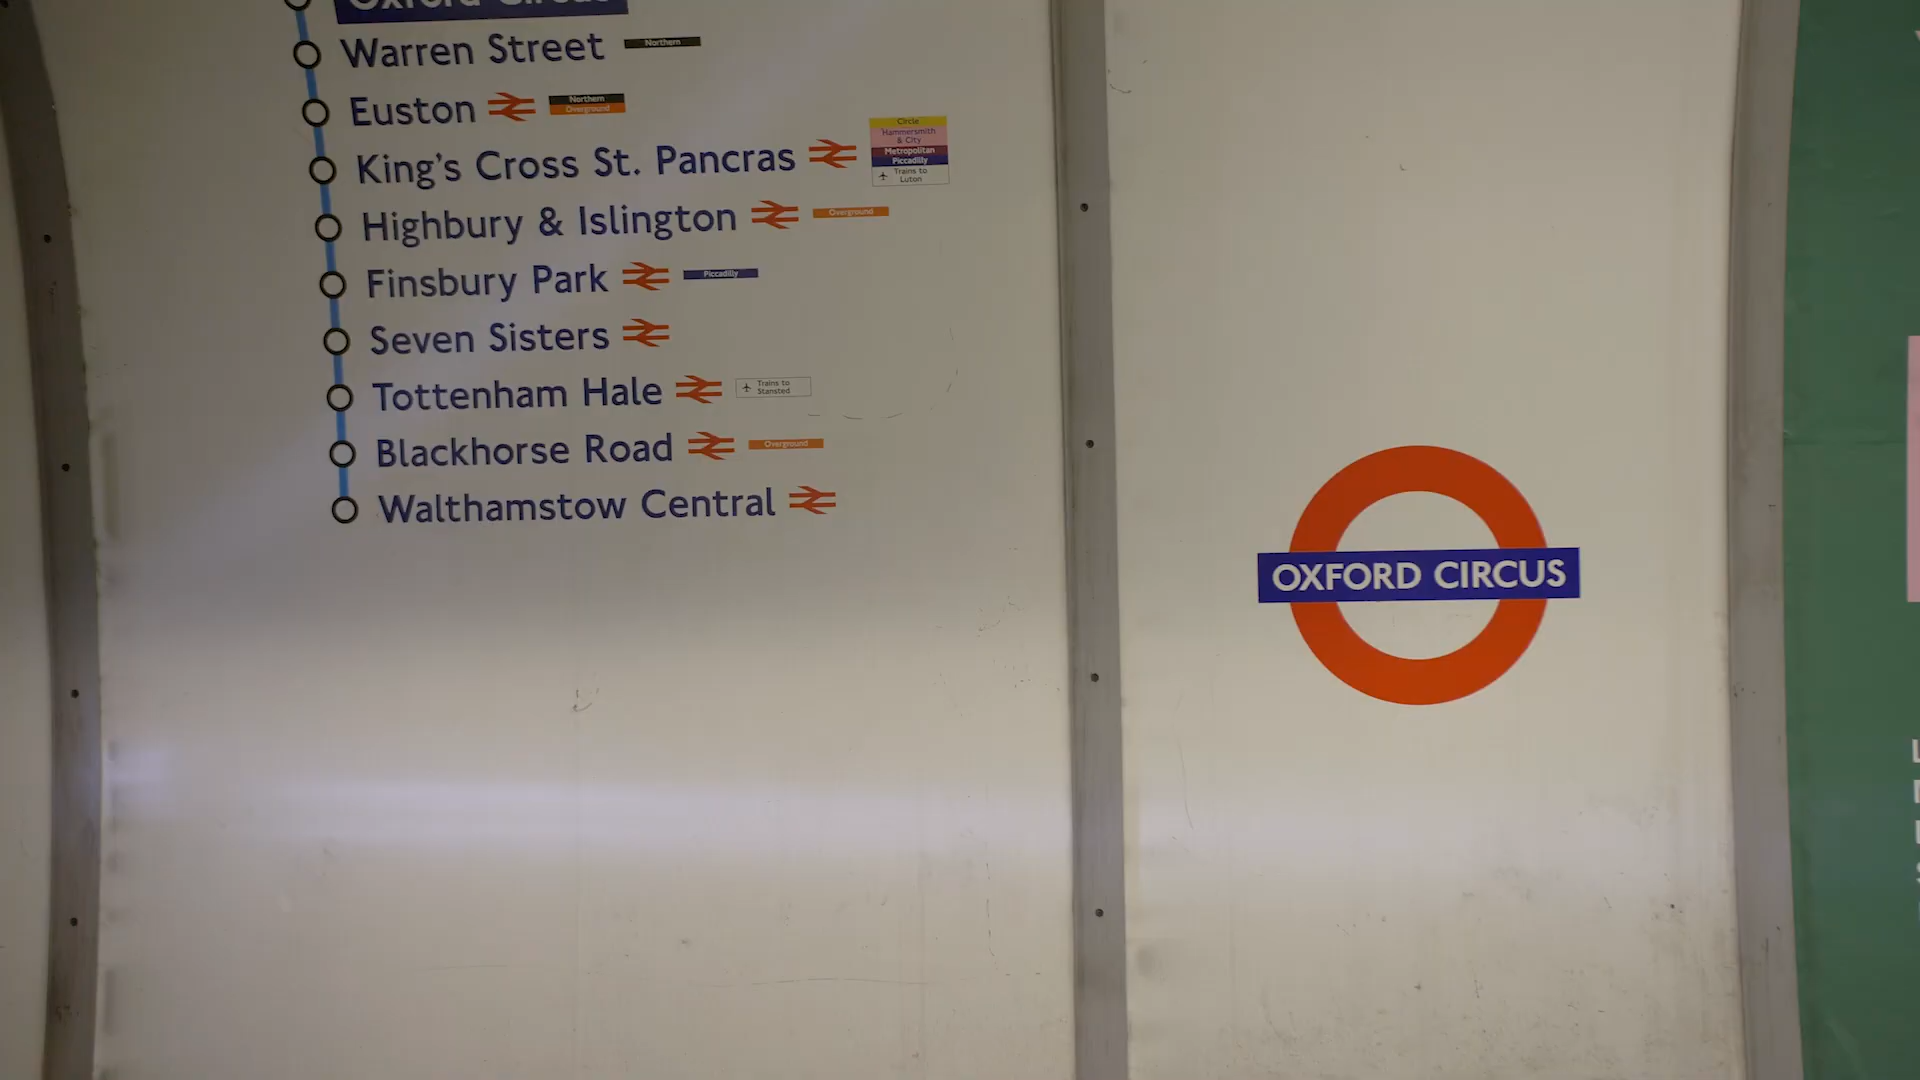 Oxford Circus
Warren Street Northern
Euston Northern
Overground
King's Cross St. Pancras Circle
Hammersmith
& City
Metropolitan
Piccadilly
Trains to
Luton
Highbury & Islington Overground
Finsbury Park Piccadilly
Seven Sisters
Tottenham Hale Trains to
Stansted
Blackhorse Road Overground
Walthamstow Central
OXFORD CIRCUS